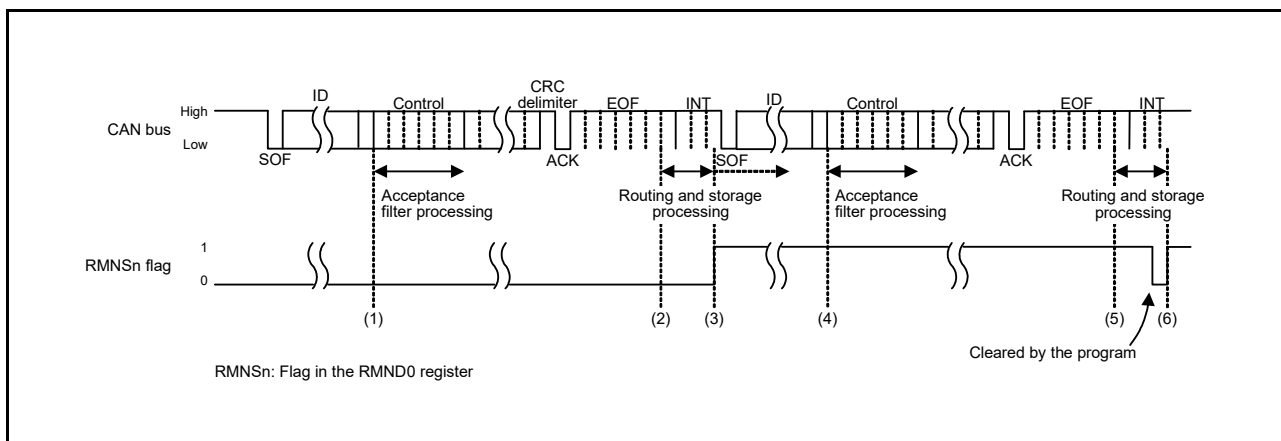 CRC
ID Control delimiter EOF INT ID Control EOF INT
High
CAN bus
Low
SOF ACK SOF ACK
Acceptance
filter processing
Routing and storage
processing
Acceptance
filter processing
Routing and storage
processing
1
RMNSn flag
0
(1) (2) (3) (4) (5) (6)
Cleared by the program
RMNSn: Flag in the RMND0 register